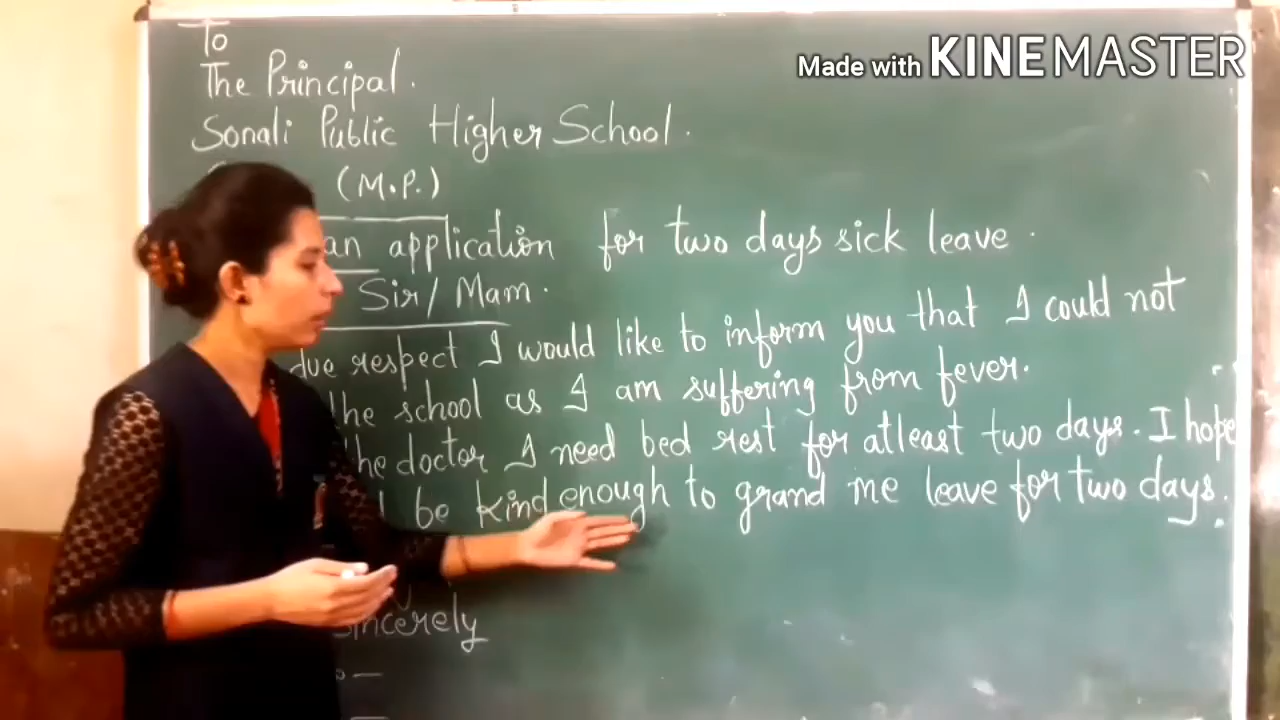 To
Made with KINEMASTER
The Principal.
Sonali Public Higher School.
(M.P.)
an application for two days sick leave.
Sir/Mam.
due respect I would like to inform you that I could not
the school as I am suffering from fever.
the doctor I need bed rest for atleast two days. I hope
be kind enough to grand me leave for two days.
sincerely